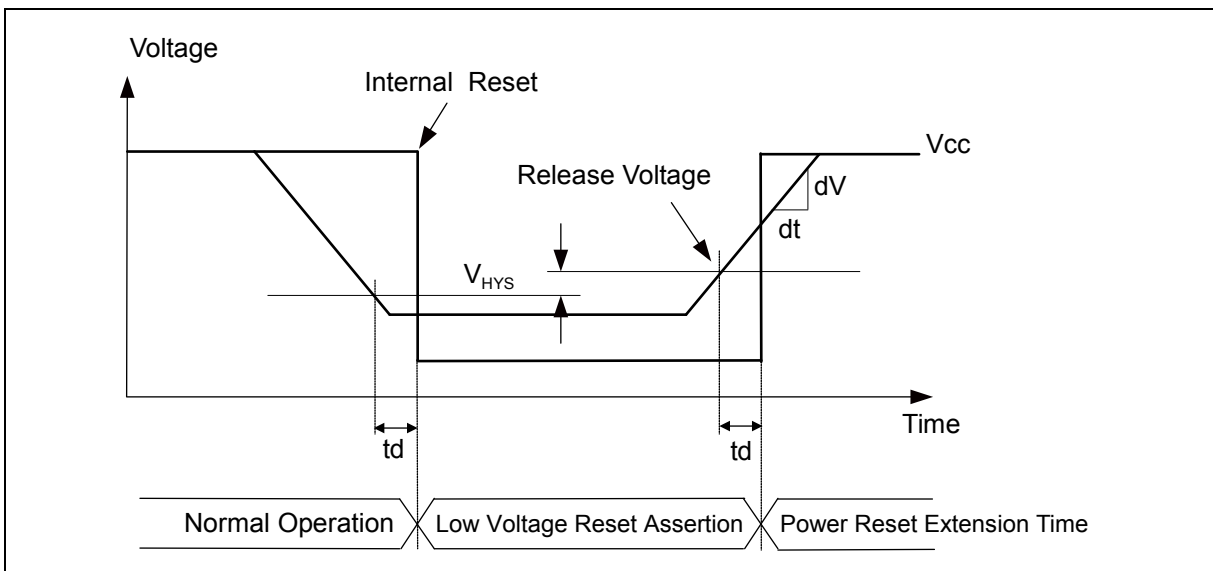 Voltage
Internal Reset
Vcc
Release Voltage
dV
dt
VHYS
Time
td
td
Normal Operation
Low Voltage Reset Assertion
Power Reset Extension Time